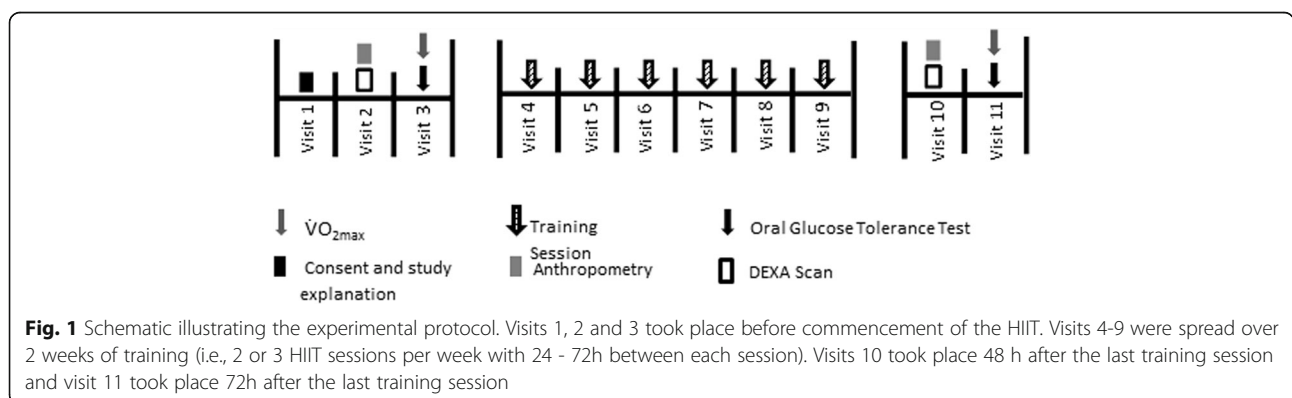 Visit 1
Visit 2
Visit 3
Visit 4
Visit 5
Visit 6
Visit 7
Visit 8
Visit 9
Visit 10
Visit 11
V̇O2max
Training
Oral Glucose Tolerance Test
Consent and study
explanation
Session
Anthropometry
DEXA Scan
Fig. 1 Schematic illustrating the experimental protocol. Visits 1, 2 and 3 took place before commencement of the HIIT. Visits 4-9 were spread over
2 weeks of training (i.e., 2 or 3 HIIT sessions per week with 24 - 72h between each session). Visits 10 took place 48 h after the last training session
and visit 11 took place 72h after the last training session